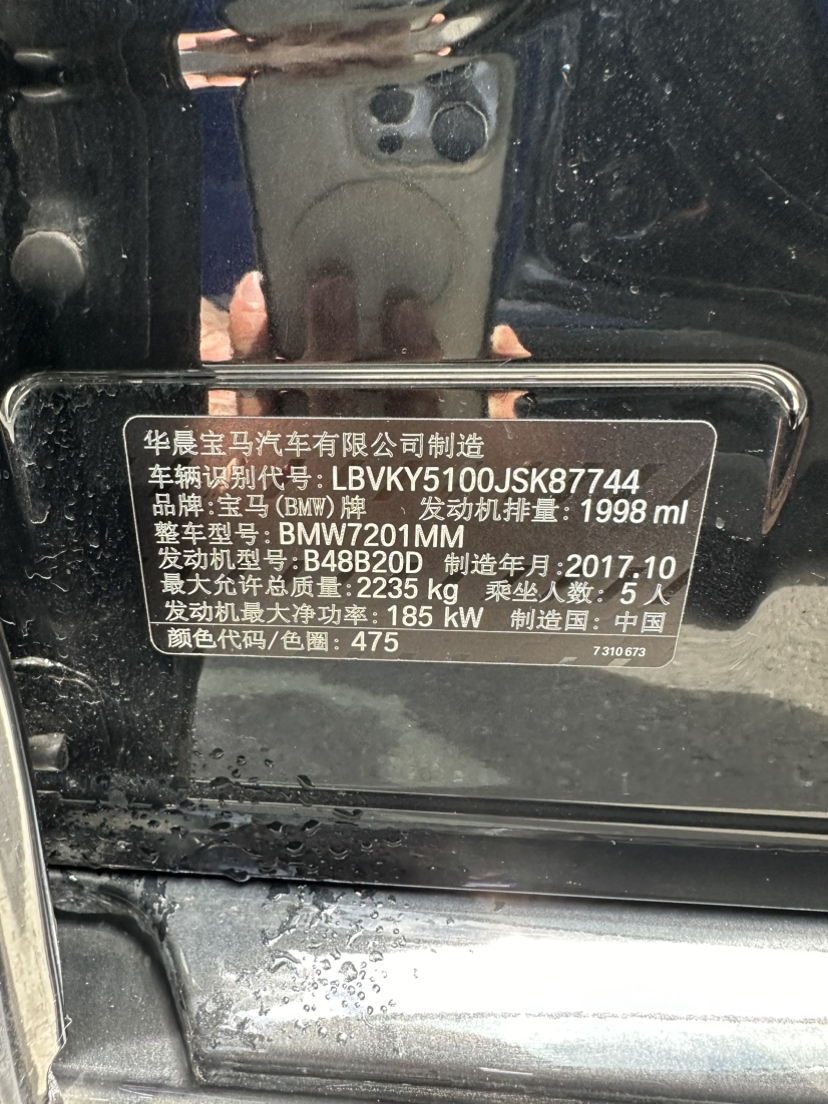 华晨宝马汽车有限公司制造
车辆识别代号: LBVKY5100JSK87744
品牌:宝马(BMW)牌 发动机排量: 1998 ml
整车型号: BMW7201MM
发动机型号: B48B20D 制造年月:2017.10
最大允许总质量: 2235 kg 乘坐人数: 5 人
发动机最大净功率: 185 kW 制造国: 中国
颜色代码/色圈: 475 7 310 673